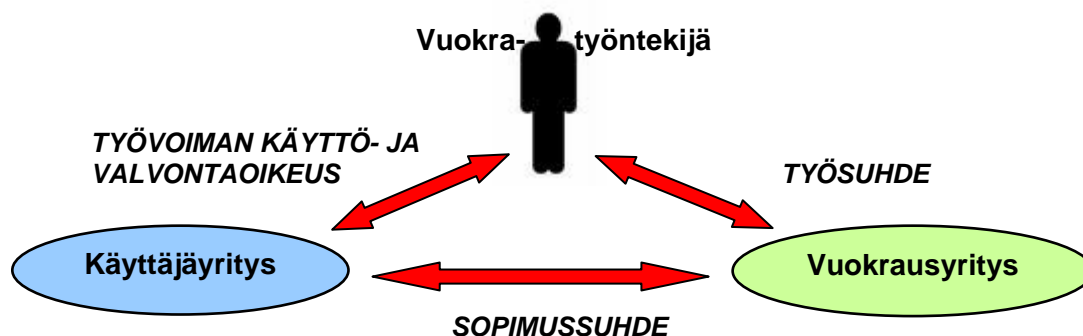 Vuokra- työntekijä
TYÖVOIMAN KÄYTTÖ- JA
VALVONTAOIKEUS
TYÖSUHDE
Käyttäjäyritys
Vuokrausyritys
SOPIMUSSUHDE